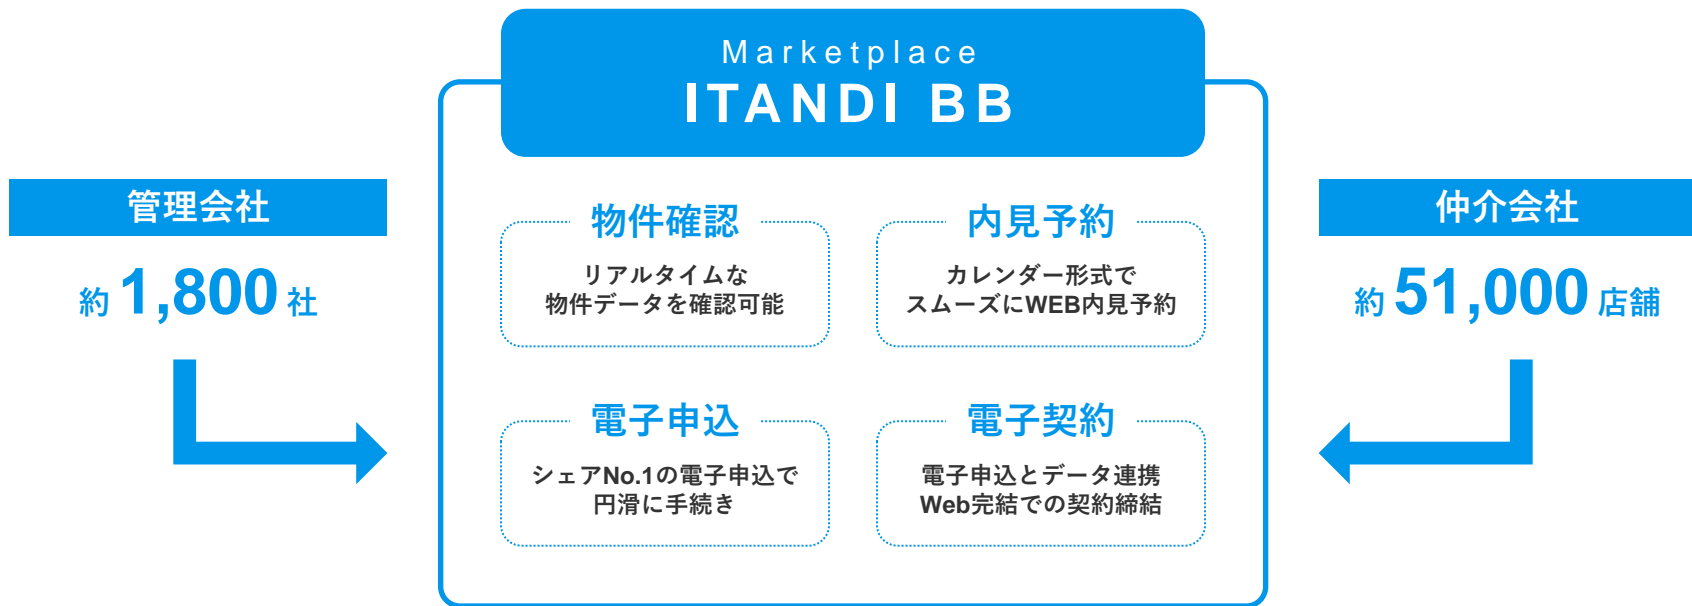 Marketplace
ITANDI BB
管理会社
約 1,800 社
物件確認
リアルタイムな
物件データを確認可能
内見予約
カレンダー形式で
スムーズにWEB内見予約
電子申込
シェアNo.1の電子申込で
円滑に手続き
電子契約
電子申込とデータ連携
Web完結での契約締結
仲介会社
約 51,000 店舗